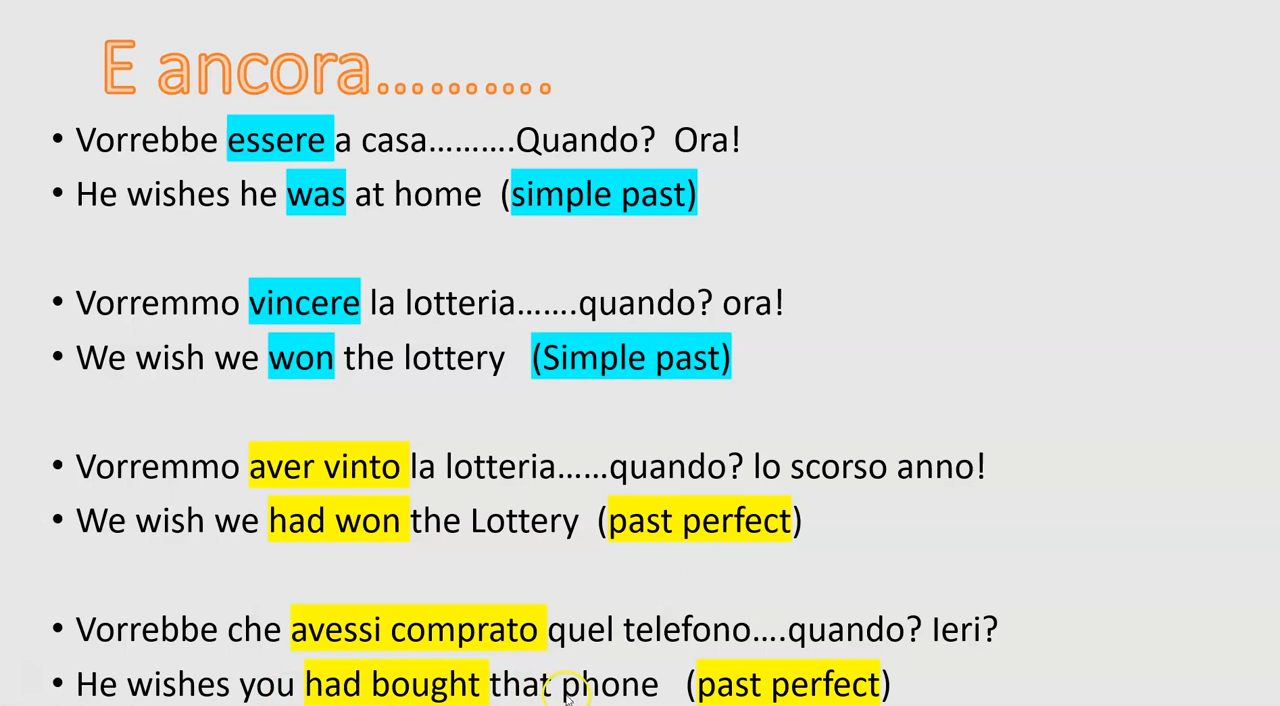 E ancora..........
• Vorrebbe essere a casa……….Quando?  Ora!
• He wishes he was at home  (simple past)
• Vorremmo vincere la lotteria…….quando? ora!
• We wish we won the lottery   (Simple past)
• Vorremmo aver vinto la lotteria……quando? lo scorso anno!
• We wish we had won the Lottery  (past perfect)
• Vorrebbe che avessi comprato quel telefono….quando? Ieri?
• He wishes you had bought that phone   (past perfect)